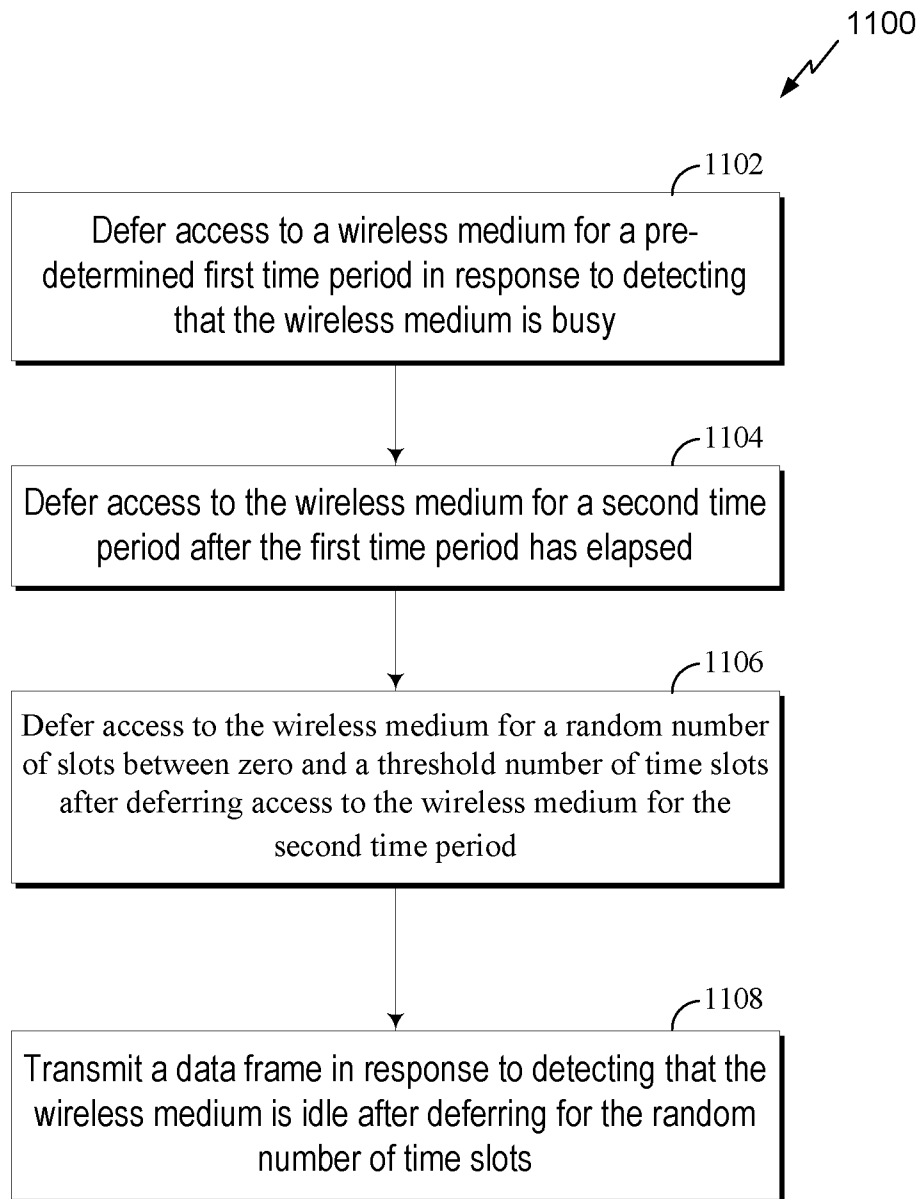 1100
1102
Defer access to a wireless medium for a pre-
determined first time period in response to detecting
that the wireless medium is busy
1104
Defer access to the wireless medium for a second time
period after the first time period has elapsed
1106
Defer access to the wireless medium for a random number
of slots between zero and a threshold number of time slots
after deferring access to the wireless medium for the
second time period
1108
Transmit a data frame in response to detecting that the
wireless medium is idle after deferring for the random
number of time slots